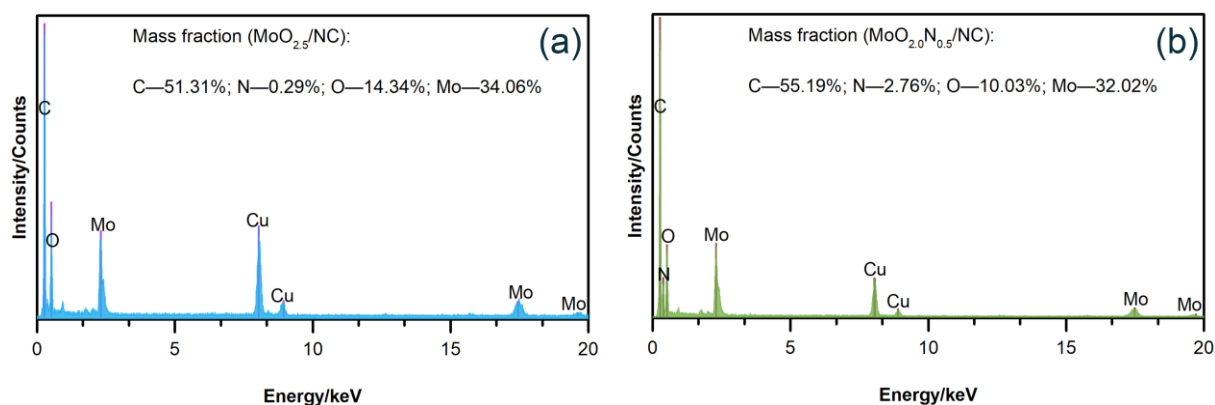 (a)
Mass fraction (MoO2.5/NC):
C—51.31%; N—0.29%; O—14.34%; Mo—34.06%
Intensity/Counts
C
O
Mo
Cu
Cu
Mo
Mo
0 5 10 15 20
Energy/keV
(b)
Mass fraction (MoO2.0N0.5/NC):
C—55.19%; N—2.76%; O—10.03%; Mo—32.02%
Intensity/Counts
C
N
O
Mo
Cu
Cu
Mo
Mo
0 5 10 15 20
Energy/keV